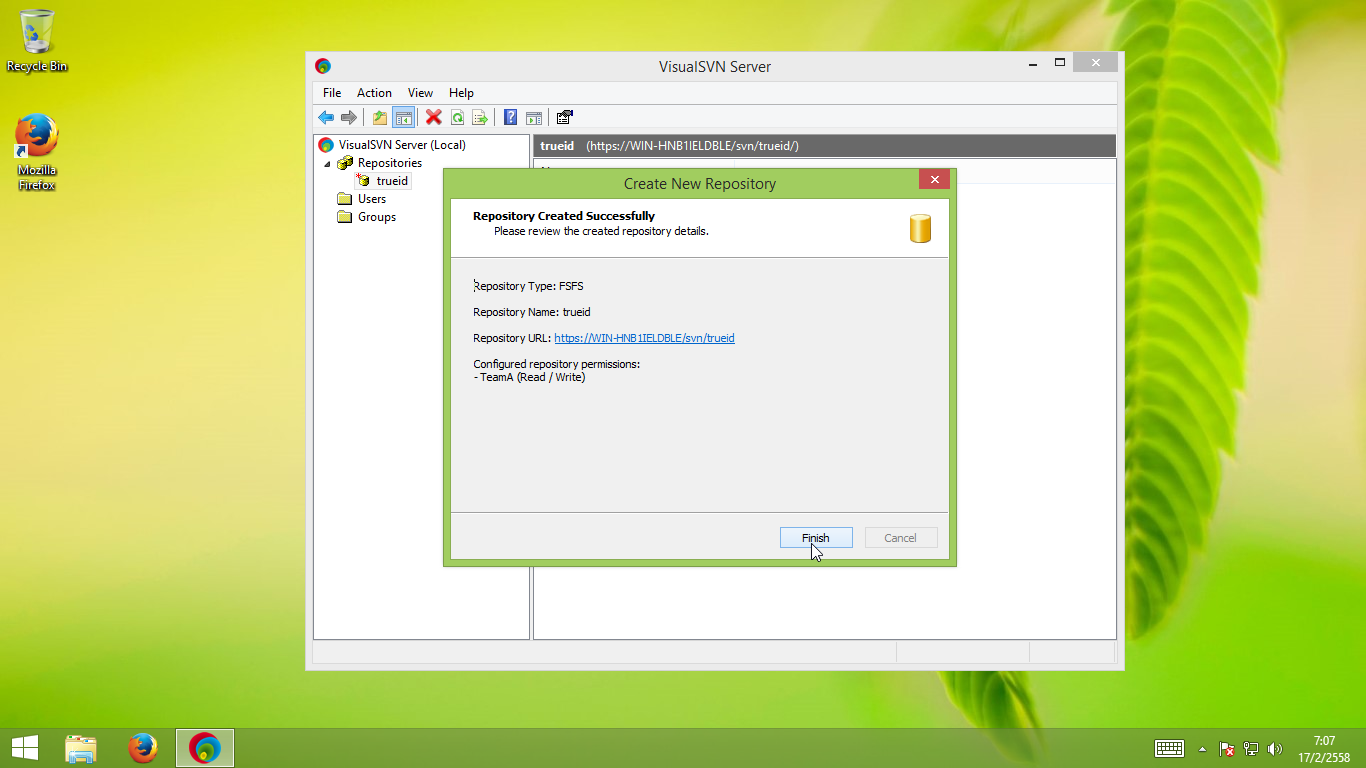 Recycle Bin
Mozilla
Firefox
VisualSVN Server
File Action View Help
VisualSVN Server (Local)
Repositories
trueid
Users
Groups
trueid (https://WIN-HNB1IELDBLE/svn/trueid/)
Create New Repository
Repository Created Successfully
Please review the created repository details.
Repository Type: FSFS
Repository Name: trueid
Repository URL: https://WIN-HNB1IELDBLE/svn/trueid
Configured repository permissions:
- TeamA (Read / Write)
Finish Cancel
7:07
17/2/2558